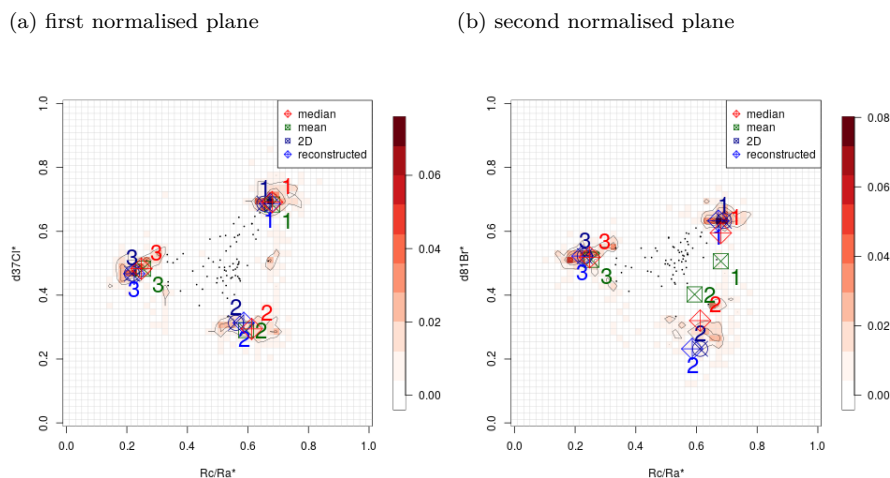 (a) first normalised plane
(b) second normalised plane
median
mean
2D
reconstructed
1.0
0.8
0.6
0.4
0.2
0.0
d37Cl*
0.0 0.2 0.4 0.6 0.8 1.0
Rc/Ra*
1
1
1
1
3
3
3
3
2
2
2
2
0.06
0.04
0.02
0.00
median
mean
2D
reconstructed
1.0
0.8
0.6
0.4
0.2
0.0
d81Br*
0.0 0.2 0.4 0.6 0.8 1.0
Rc/Ra*
1
1
1
1
3
3
3
3
2
2
2
2
0.08
0.06
0.04
0.02
0.00